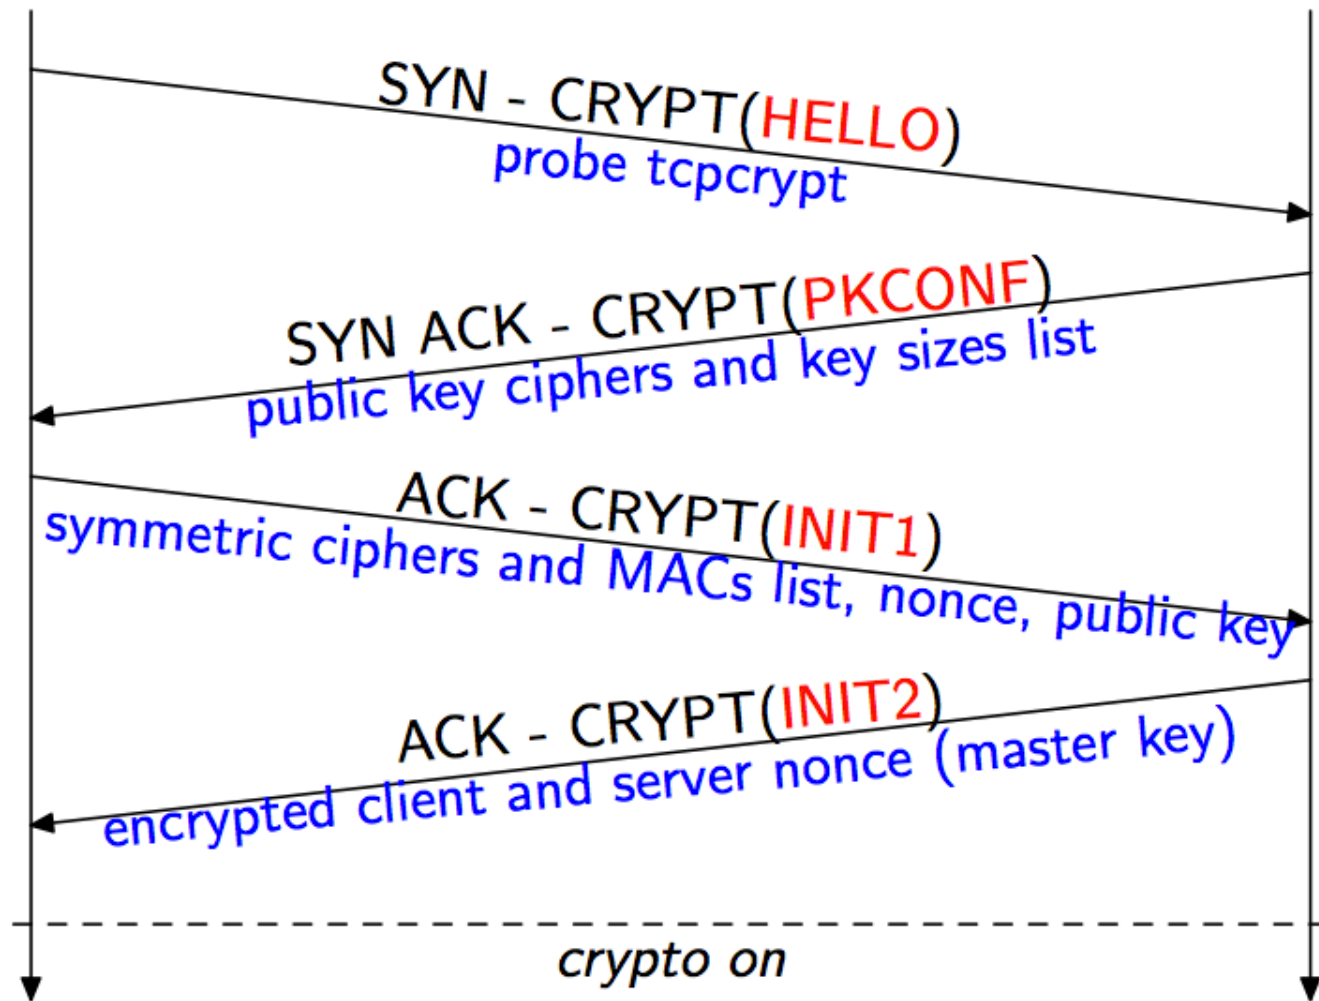 SYN - CRYPT(HELLO)
probe tcpcrypt
SYN ACK - CRYPT(PKCONF)
public key ciphers and key sizes list
ACK - CRYPT(INIT1)
symmetric ciphers and MACs list, nonce, public key
ACK - CRYPT(INIT2)
encrypted client and server nonce (master key)
crypto on